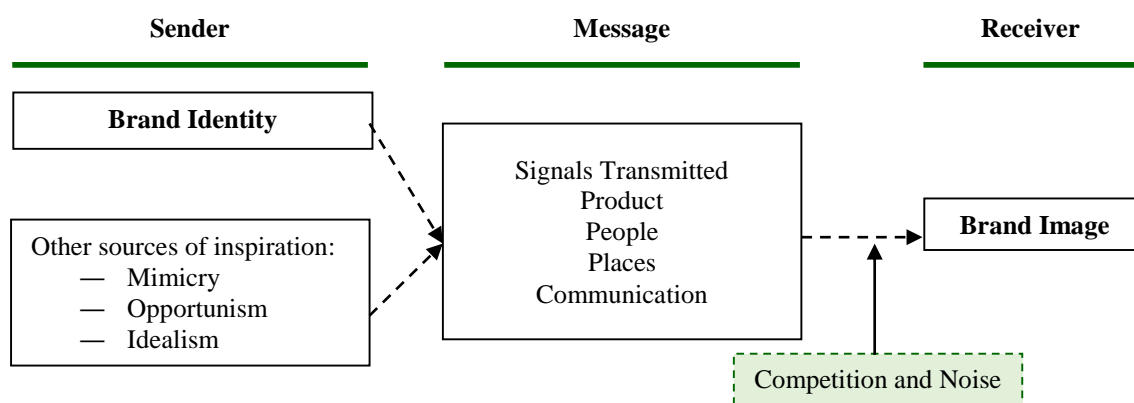 Sender
Message
Receiver
Brand Identity
Other sources of inspiration:
— Mimicry
— Opportunism
— Idealism
Signals Transmitted
Product
People
Places
Communication
Brand Image
Competition and Noise